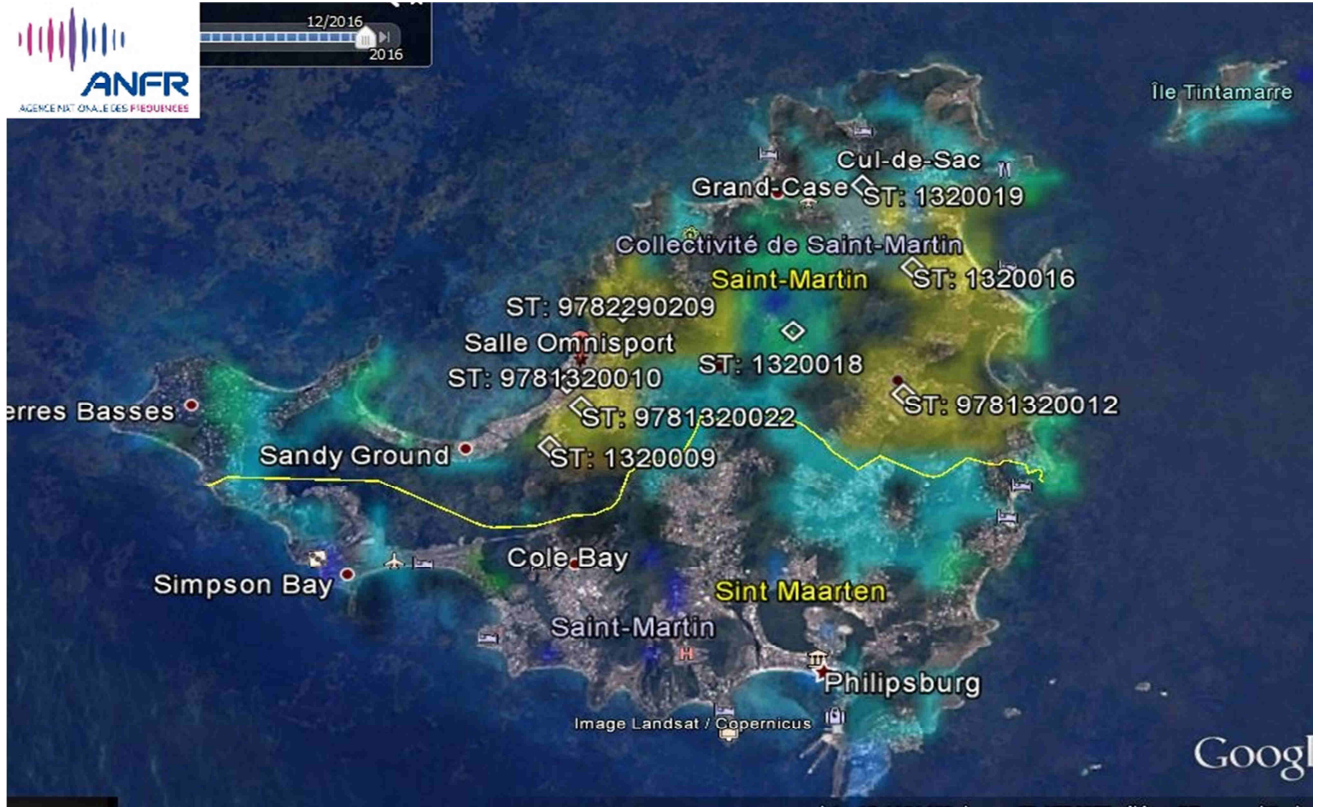 12/2016
2016
ANFR
AGENCE NATIONALE DES FREQUENCES
Île Tintamarre
Cul-de-Sac
Grand-Case
ST: 1320019
Collectivité de Saint-Martin
Saint-Martin
ST: 1320016
ST: 9782290209
Salle Omnisport
ST: 1320018
ST: 9781320010
ST: 9781320012
erres Basses
ST: 9781320022
Sandy Ground
ST: 1320009
Cole Bay
Simpson Bay
Sint Maarten
Saint-Martin
H
Philipsburg
Image Landsat / Copernicus
Googl